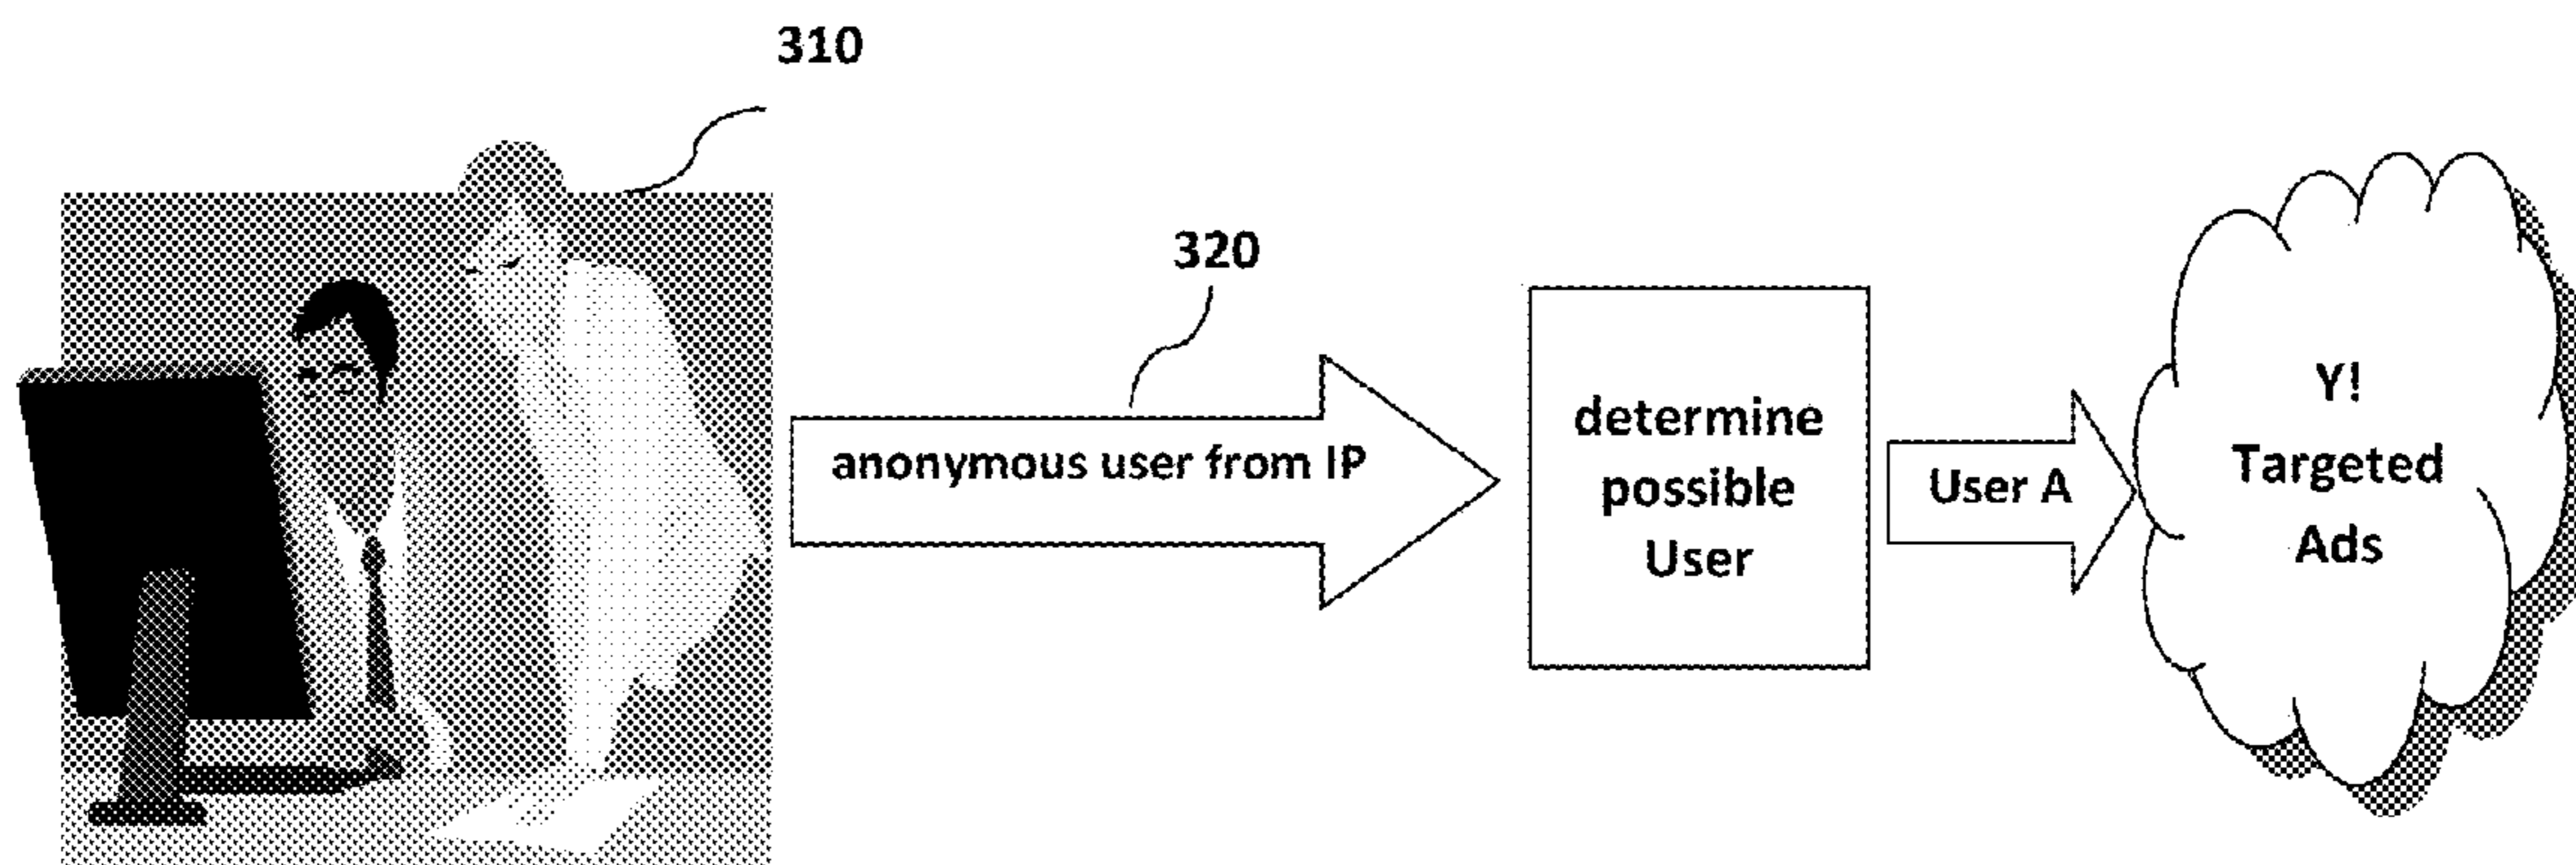 310
320
anonymous user from IP
determine
possible
User
User A
Y!
Targeted
Ads